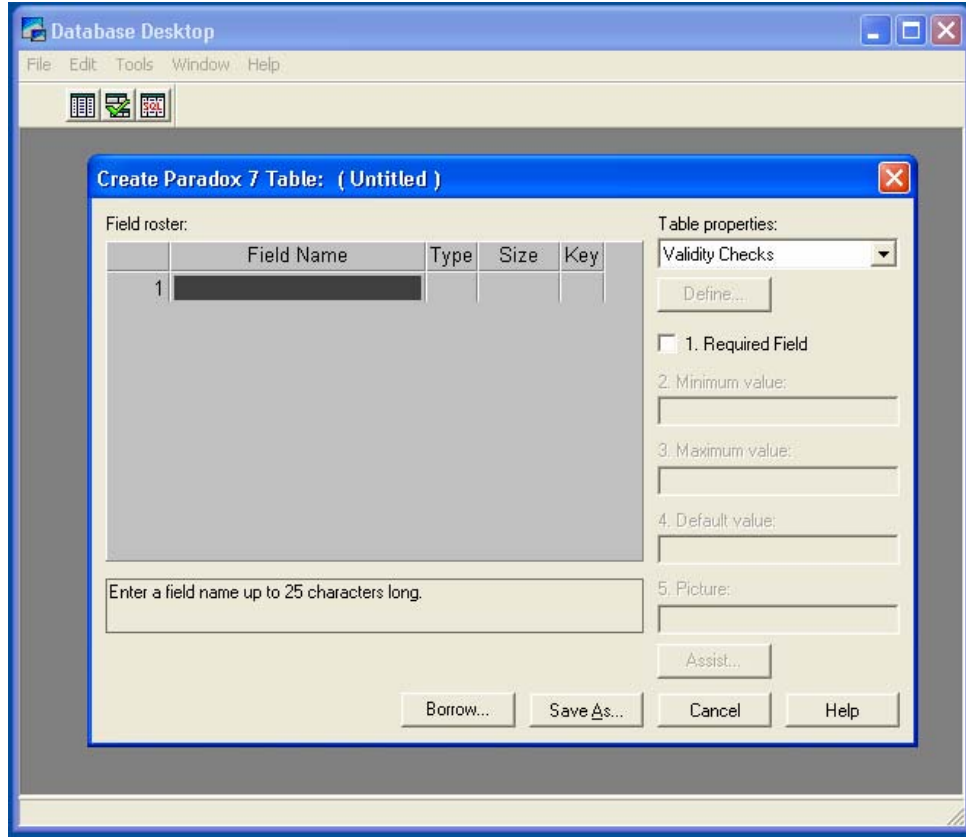 Database Desktop
File Edit Tools Window Help
SQL
Create Paradox 7 Table: ( Untitled )
Field roster:
Field Name Type Size Key
1
Enter a field name up to 25 characters long.
Table properties:
Validity Checks
Define...
1. Required Field
2. Minimum value:
3. Maximum value:
4. Default value:
5. Picture:
Assist...
Borrow... Save As... Cancel Help